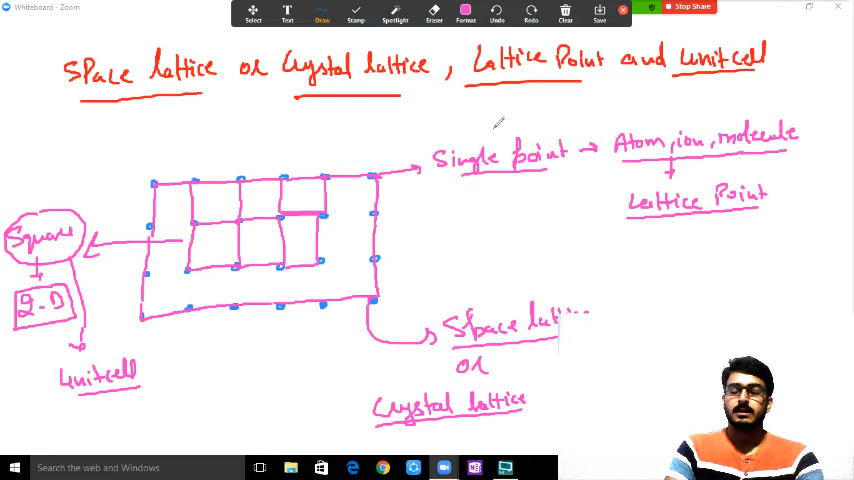 Whiteboard - Zoom
Stop Share
Select Text Draw Stamp Spotlight Eraser Format Undo Redo Clear Save
Space lattice or Crystal lattice, Lattice Point and Unitcell
Single point → Atom, ion, molecule
Lattice Point
Square
2-D
Unitcell
Space
or
Crystal lattice
Search the web and Windows